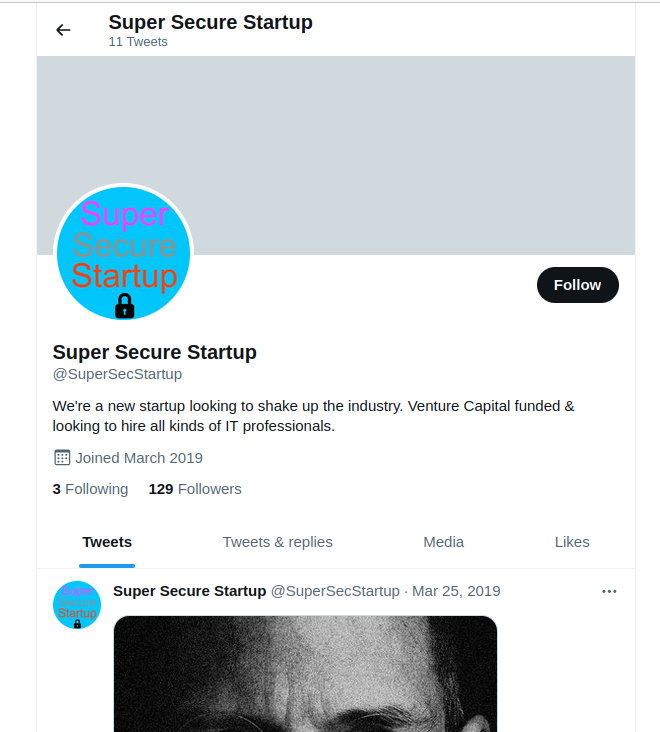 Super Secure Startup
11 Tweets
Super
Secure
Startup
Follow
Super Secure Startup
@SuperSecStartup
We're a new startup looking to shake up the industry. Venture Capital funded &
looking to hire all kinds of IT professionals.
Joined March 2019
3 Following 129 Followers
Tweets Tweets & replies Media Likes
Super
Secure
Startup
Super Secure Startup @SuperSecStartup · Mar 25, 2019